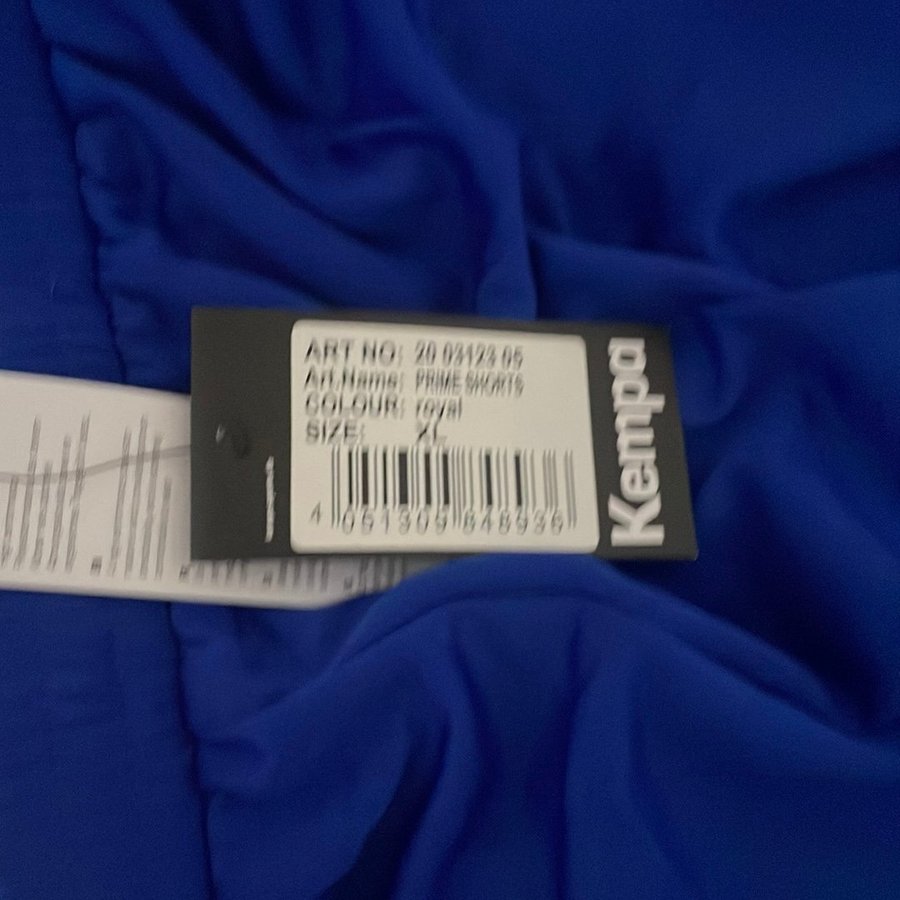 ART NO: 20 03123 05
Art.Name: PRIME SHORTS
COLOUR: royal
SIZE: XL
4 051309 848936
Kempa